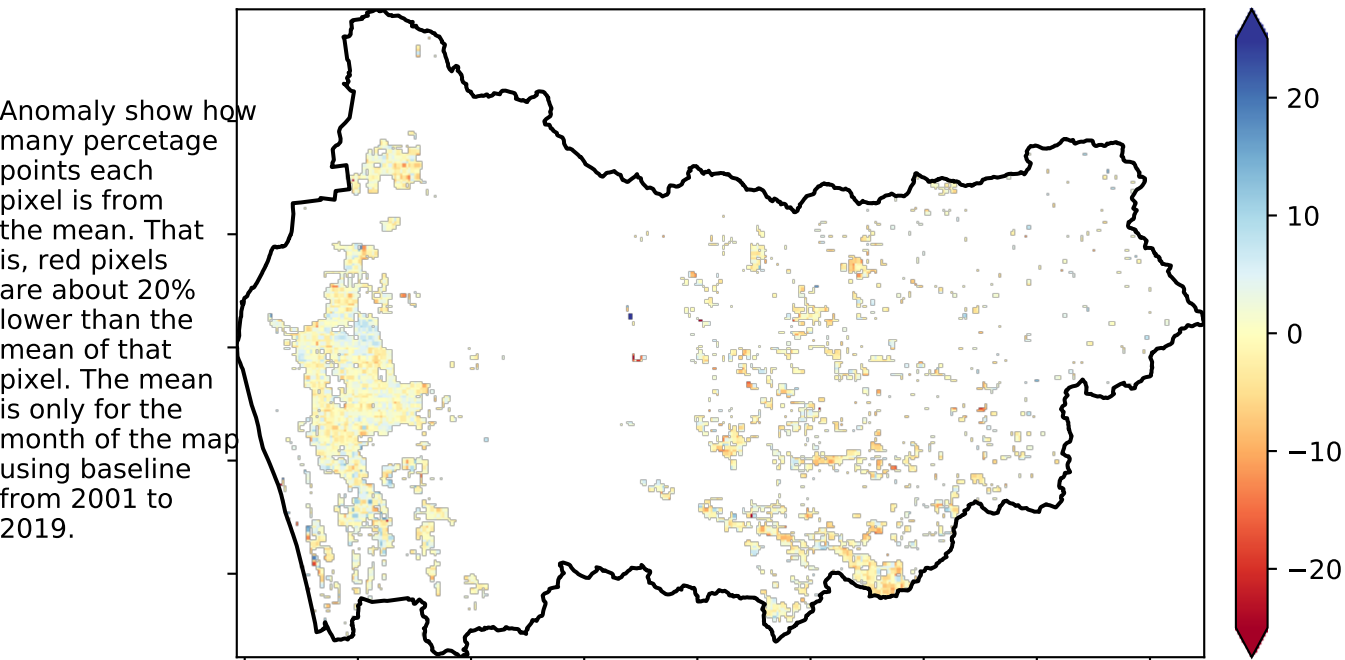 Anomaly show how
many percetage
points each
pixel is from
the mean. That
is, red pixels
are about 20%
lower than the
mean of that
pixel. The mean
is only for the
month of the map
using baseline
from 2001 to
2019.
20
10
0
−10
−20